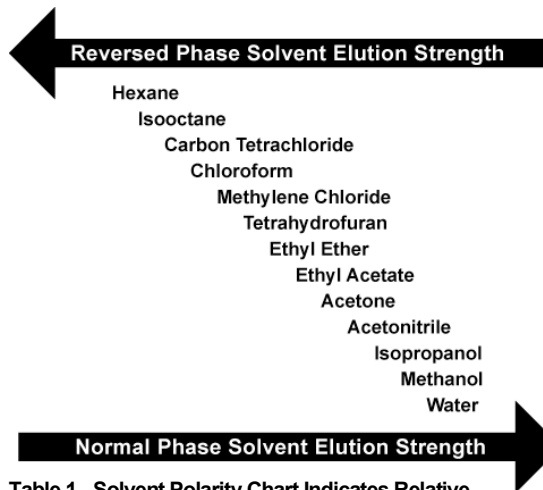 Reversed Phase Solvent Elution Strength
Hexane
Isooctane
Carbon Tetrachloride
Chloroform
Methylene Chloride
Tetrahydrofuran
Ethyl Ether
Ethyl Acetate
Acetone
Acetonitrile
Isopropanol
Methanol
Water
Normal Phase Solvent Elution Strength
Table 1. Solvent Polarity Chart Indicates Relative